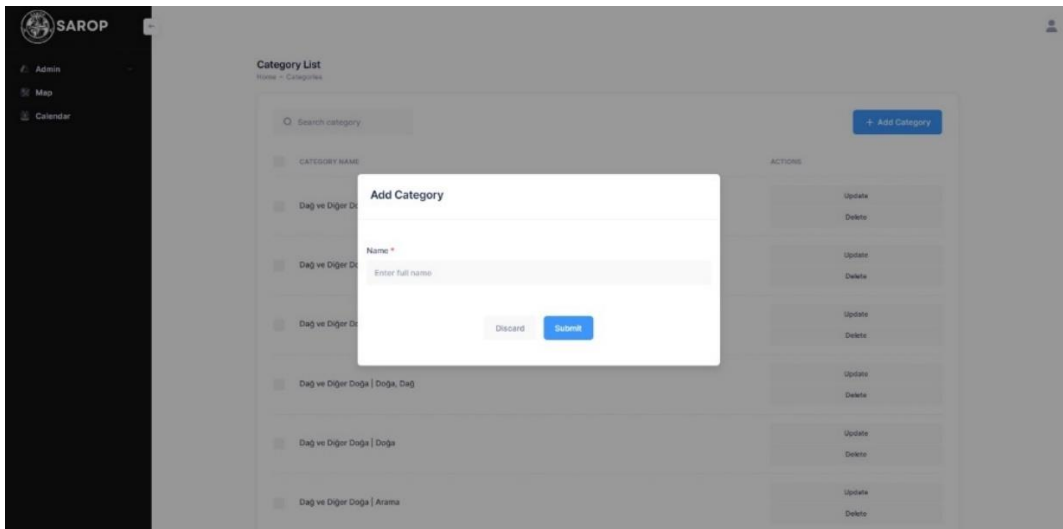 SAROP
Admin
Map
Calendar
Category List
Home - Categories
Search category
+ Add Category
CATEGORY NAME
ACTIONS
Add Category
Name *
Enter full name
Discard
Submit
Dağ ve Diğer
Update
Delete
Dağ ve Diğer
Update
Delete
Dağ ve Diğer
Update
Delete
Dağ ve Diğer Doğa | Doğa, Dağ
Update
Delete
Dağ ve Diğer Doğa | Doğa
Update
Delete
Dağ ve Diğer Doğa | Arama
Update
Delete